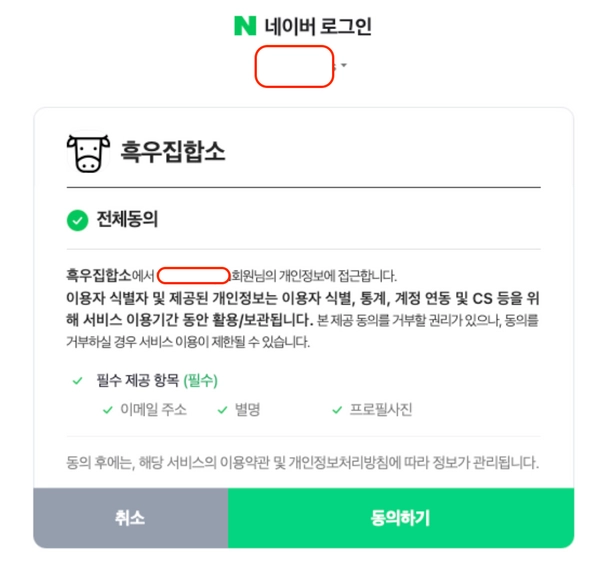 N 네이버 로그인
흑우집합소
전체동의
흑우집합소에서 회원님의 개인정보에 접근합니다.
이용자 식별자 및 제공된 개인정보는 이용자 식별, 통계, 계정 연동 및 CS 등을 위
해 서비스 이용기간 동안 활용/보관됩니다. 본 제공 동의를 거부할 권리가 있으나, 동의를
거부하실 경우 서비스 이용이 제한될 수 있습니다.
필수 제공 항목 (필수)
이메일 주소 별명 프로필사진
동의 후에는, 해당 서비스의 이용약관 및 개인정보처리방침에 따라 정보가 관리됩니다.
취소 동의하기